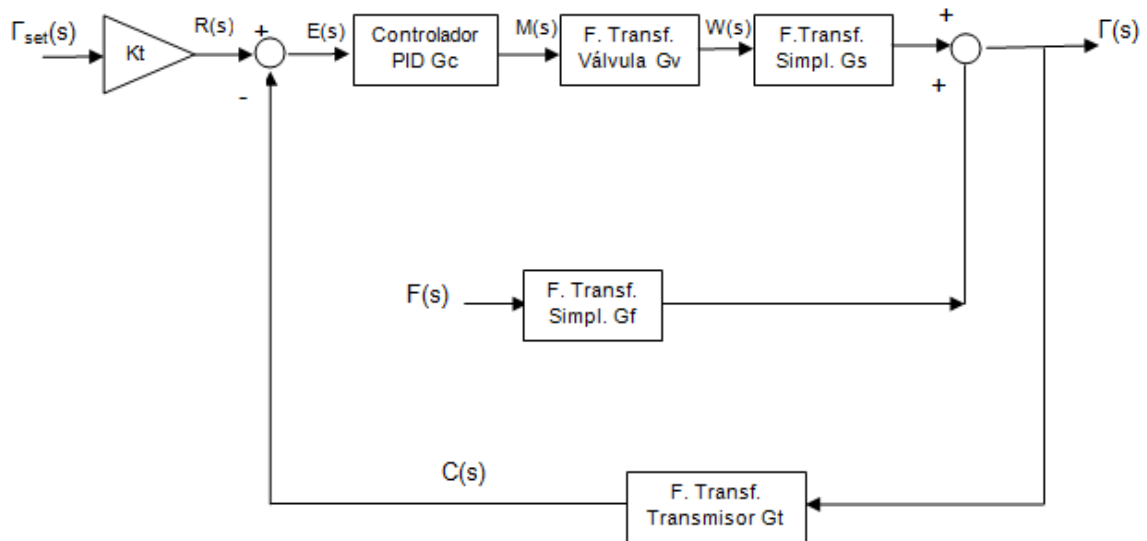 Γset(s)
Kt
R(s)
+
-
E(s)
Controlador
PID Gc
M(s)
F. Transf.
Válvula Gv
W(s)
F.Transf.
Simpl. Gs
+
+
Γ(s)
F(s)
F. Transf.
Simpl. Gf
C(s)
F. Transf.
Transmisor Gt